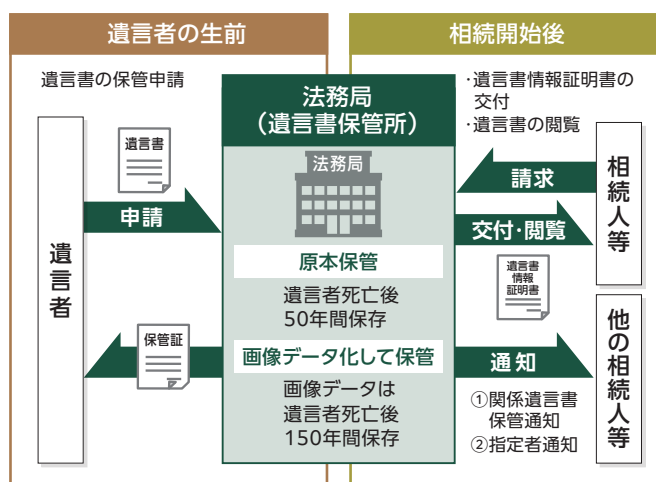 遺言者の生前
相続開始後
遺言書の保管申請
遺言書
申請
遺言者
保管証
法務局
(遺言書保管所)
法務局
原本保管
遺言者死亡後
50年間保存
画像データ化して保管
画像データは
遺言者死亡後
150年間保存
・遺言書情報証明書の
交付
・遺言書の閲覧
請求
相続人等
交付・閲覧
遺言書
情報
証明書
通知
他の相続人等
①関係遺言書
保管通知
②指定者通知